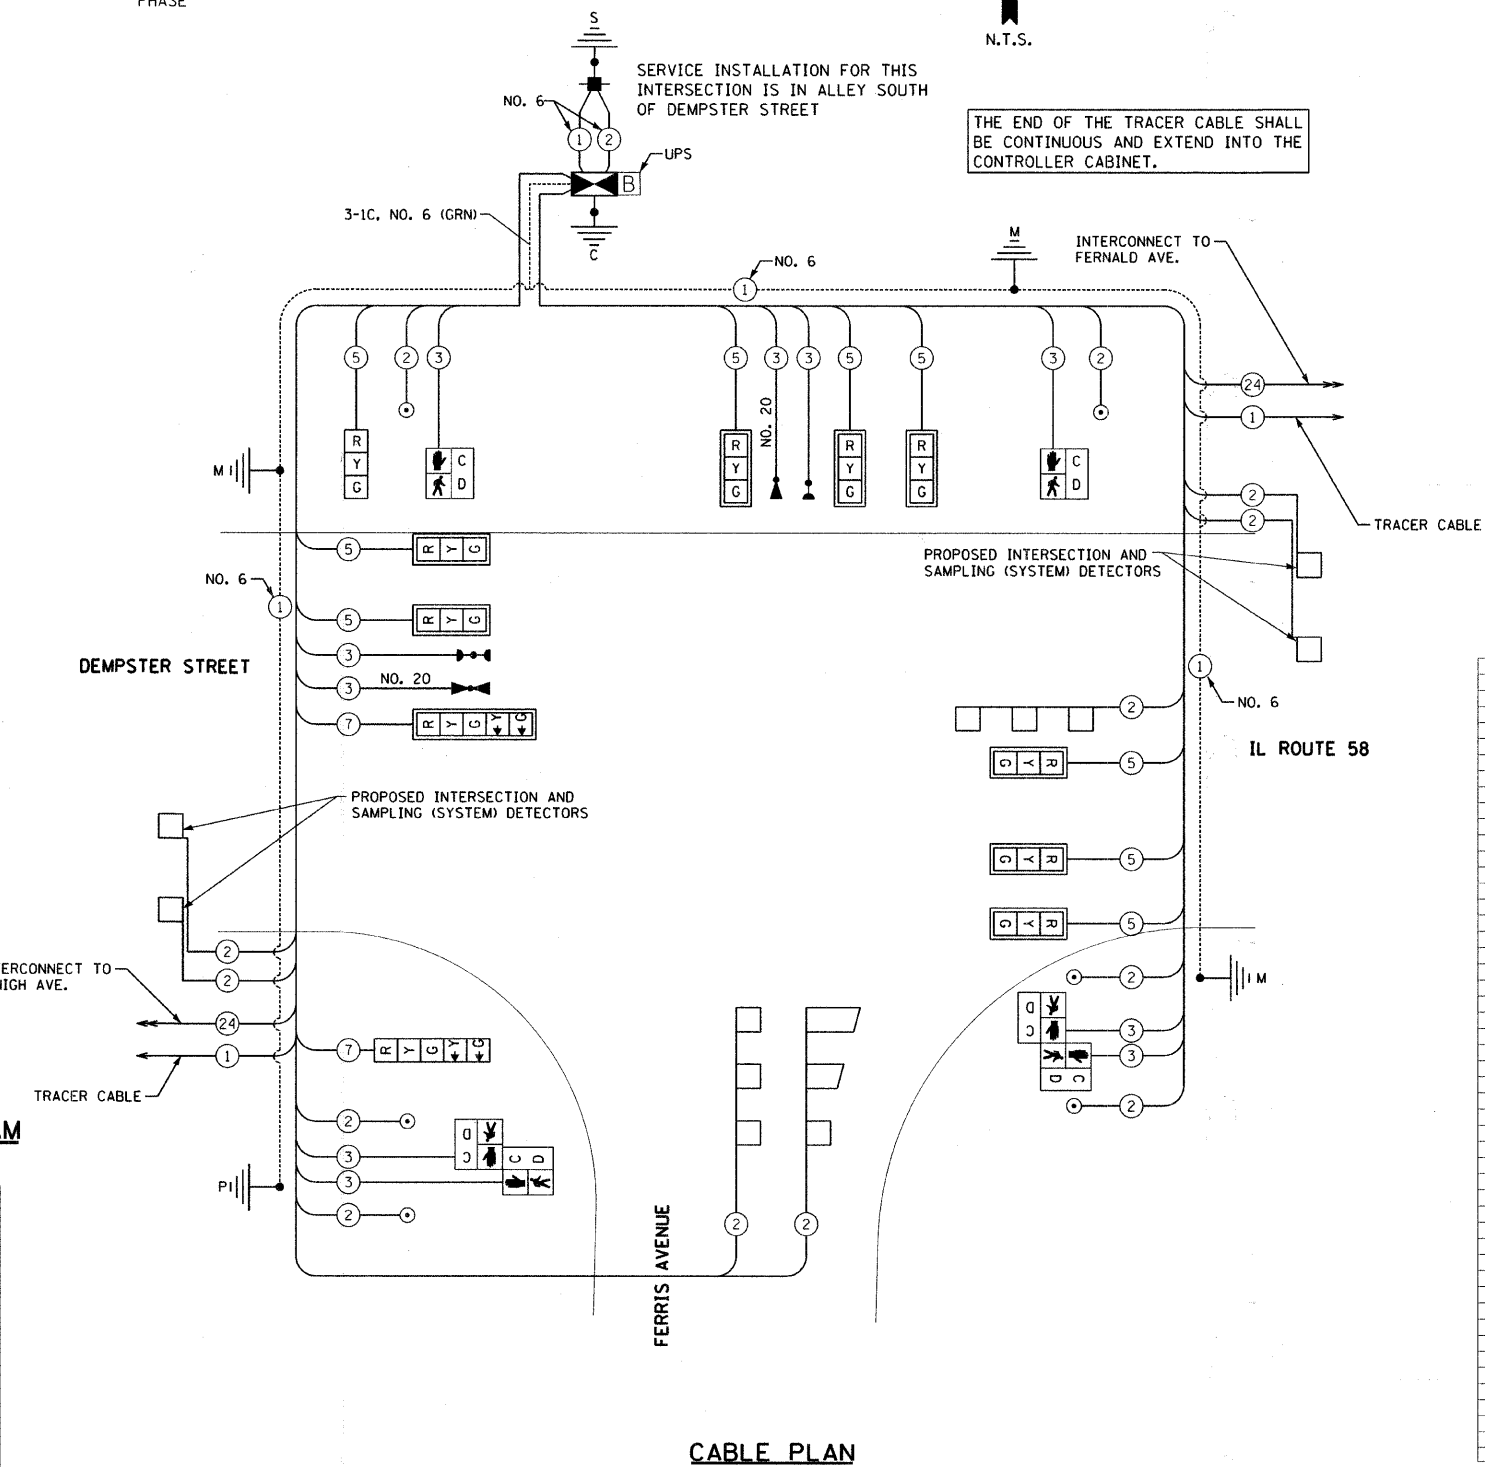 PHASE
S
N.T.S.
SERVICE INSTALLATION FOR THIS
INTERSECTION IS IN ALLEY SOUTH
OF DEMPSTER STREET
NO. 6
1
2
THE END OF THE TRACER CABLE SHALL
BE CONTINUOUS AND EXTEND INTO THE
CONTROLLER CABINET.
UPS
B
3-1C, NO. 6 (GRN)
C
M
INTERCONNECT TO
FERNALD AVE.
NO. 6
1
5
2
3
5
3
3
5
5
3
2
24
1
NO. 20
R
Y
G
C
D
R
Y
G
R
Y
G
R
Y
G
C
D
M
2
2
TRACER CABLE
5
R Y G
PROPOSED INTERSECTION AND
SAMPLING (SYSTEM) DETECTORS
NO. 6
1
5
R Y G
3
DEMPSTER STREET
3
NO. 20
7
R Y G Y G
1
NO. 6
2
IL ROUTE 58
R Y G
5
PROPOSED INTERSECTION AND
SAMPLING (SYSTEM) DETECTORS
R Y G
5
R Y G
5
2
2
ERCONNECT TO
HIGH AVE.
24
1
TRACER CABLE
2
M
D
C
3
3
D C
2
7
R Y G Y G
AM
2
3
3
2
D
C
C D
P
2
2
FERRIS AVENUE
CABLE PLAN